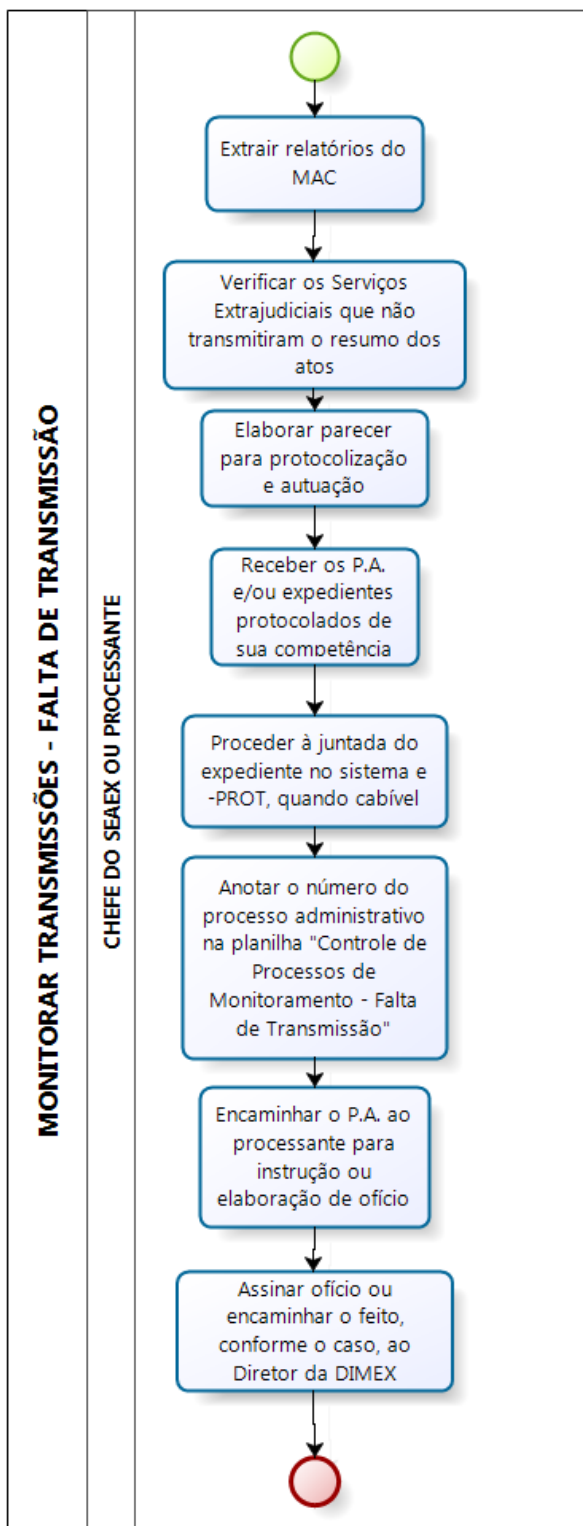 MONITORAR TRANSMISSÕES - FALTA DE TRANSMISSÃO
CHEFE DO SEAEX OU PROCESSANTE
Extrair relatórios do
MAC
Verificar os Serviços
Extrajudiciais que não
transmitiram o resumo dos
atos
Elaborar parecer
para protocolização
e autuação
Receber os P.A.
e/ou expedientes
protocolados de
sua competência
Proceder à juntada do
expediente no sistema e
-PROT, quando cabível
Anotar o número do
processo administrativo
na planilha "Controle de
Processos de
Monitoramento - Falta
de Transmissão"
Encaminhar o P.A. ao
processante para
instrução ou
elaboração de ofício
Assinar ofício ou
encaminhar o feito,
conforme o caso, ao
Diretor da DIMEX